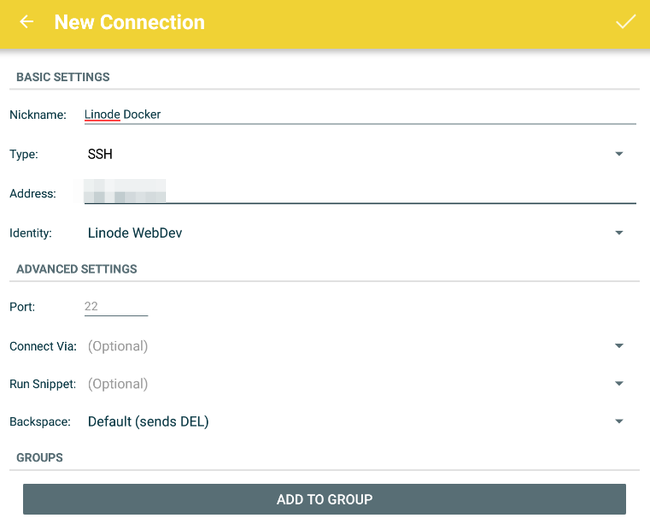 New Connection
BASIC SETTINGS
Nickname: Linode Docker
Type: SSH
Address:
Identity: Linode WebDev
ADVANCED SETTINGS
Port: 22
Connect Via: (Optional)
Run Snippet: (Optional)
Backspace: Default (sends DEL)
GROUPS
ADD TO GROUP